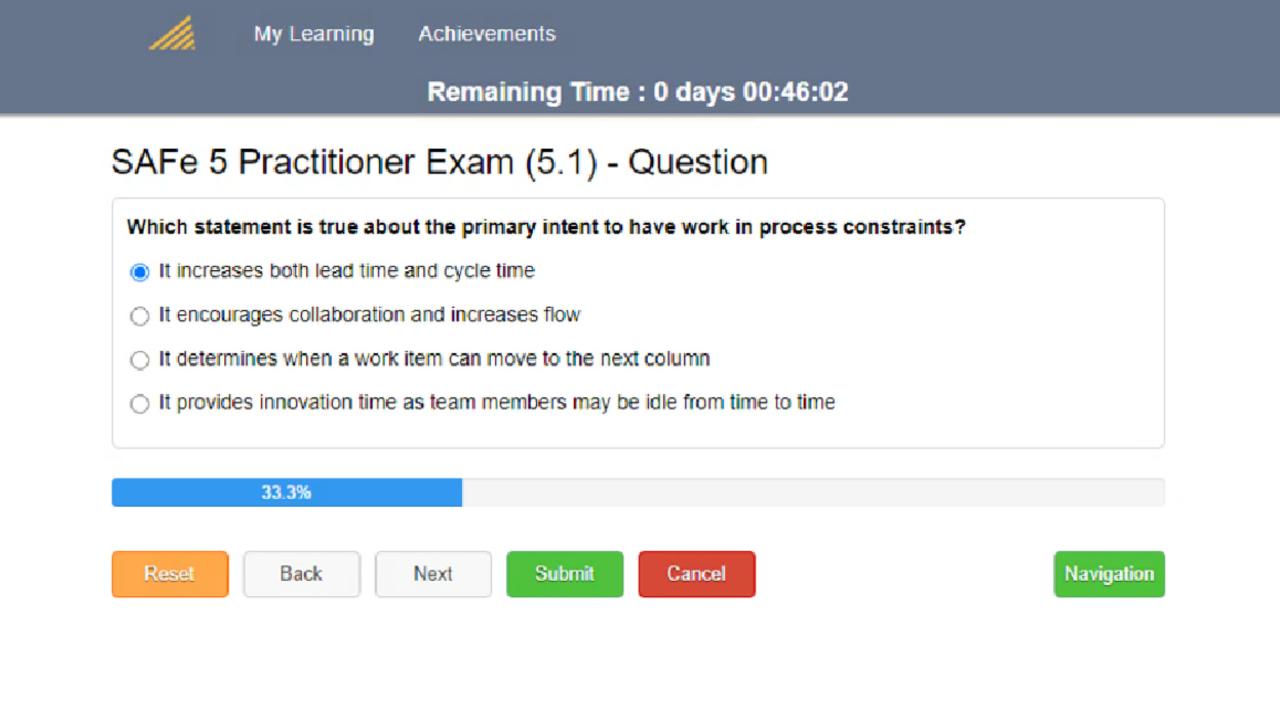 My Learning Achievements
Remaining Time : 0 days 00:46:02
SAFe 5 Practitioner Exam (5.1) - Question
Which statement is true about the primary intent to have work in process constraints?
It increases both lead time and cycle time
It encourages collaboration and increases flow
It determines when a work item can move to the next column
It provides innovation time as team members may be idle from time to time
33.3%
Reset Back Next Submit Cancel Navigation